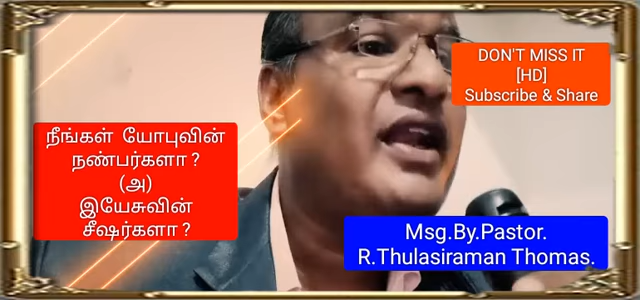 DON'T MISS IT
[HD]
Subscribe & Share
நீங்கள் யோபுவின்
நண்பர்களா ?
(அ)
இயேசுவின்
சீஷர்களா ?
Msg.By.Pastor.
R.Thulasiraman Thomas.